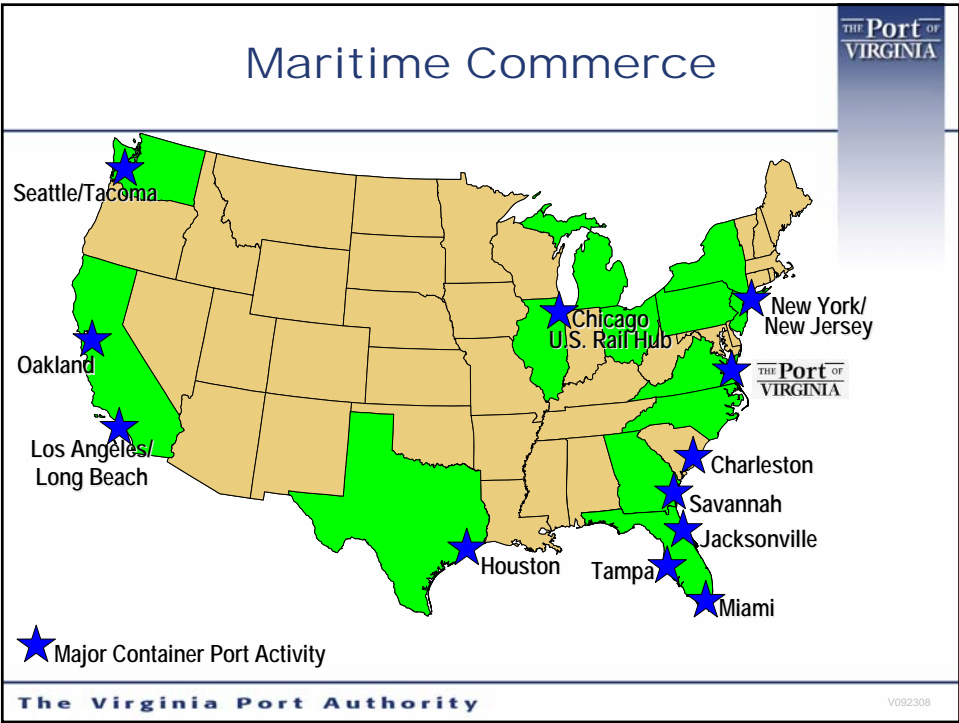 Maritime Commerce
THE Port OF
VIRGINIA
Seattle/Tacoma
Oakland
Los Angeles/
Long Beach
Chicago
U.S. Rail Hub
New York/
New Jersey
THE Port OF
VIRGINIA
Charleston
Savannah
Jacksonville
Houston
Tampa
Miami
Major Container Port Activity
The Virginia Port Authority
V092308